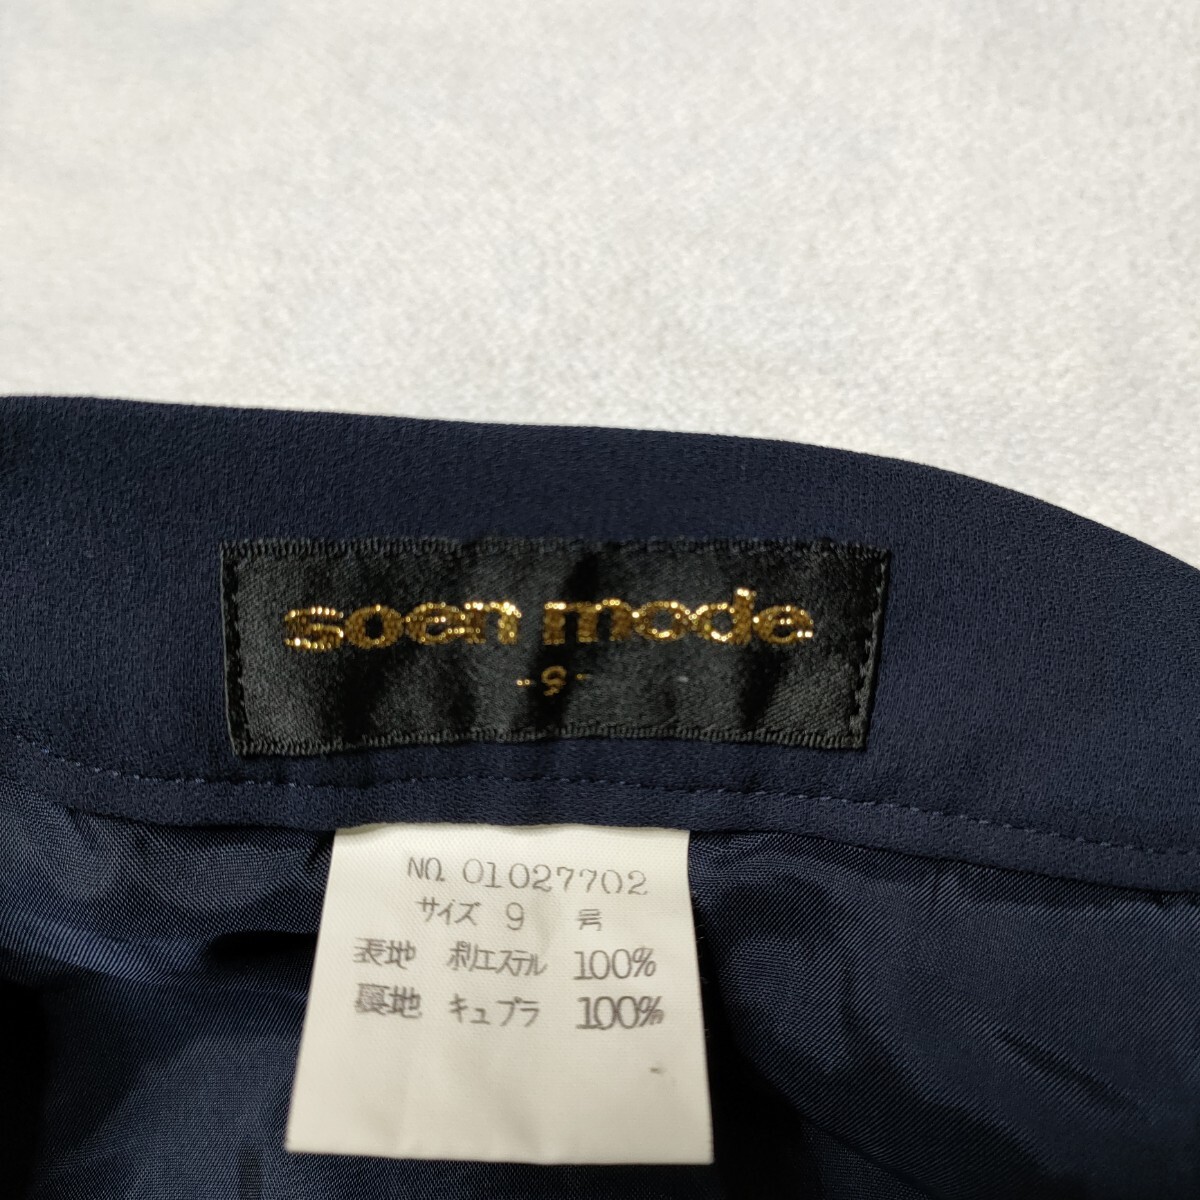 soen mode
-9-
NO. 01027702
サイズ 9 号
表地 ポリエステル 100%
裏地 キュプラ 100%